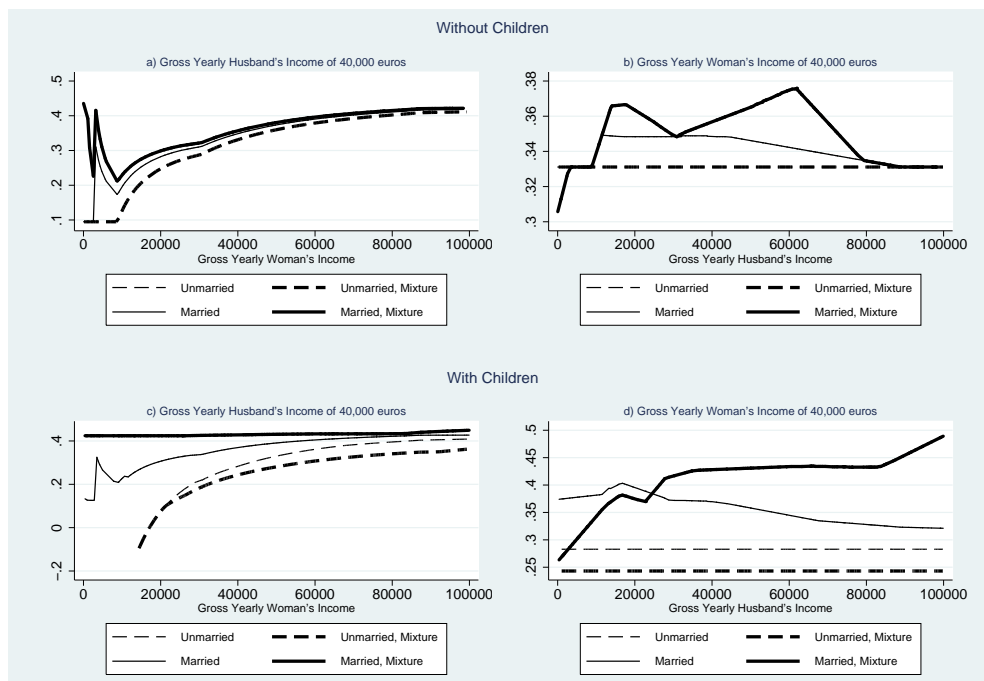 Without Children
a) Gross Yearly Husband's Income of 40,000 euros
.5
.4
.3
.2
.1
0 20000 40000 60000 80000 100000
Gross Yearly Woman's Income
Unmarried Unmarried, Mixture
Married Married, Mixture
b) Gross Yearly Woman's Income of 40,000 euros
.38
.36
.34
.32
.3
0 20000 40000 60000 80000 100000
Gross Yearly Husband's Income
Unmarried Unmarried, Mixture
Married Married, Mixture
With Children
c) Gross Yearly Husband's Income of 40,000 euros
.4
.2
0
-.2
0 20000 40000 60000 80000 100000
Gross Yearly Woman's Income
Unmarried Unmarried, Mixture
Married Married, Mixture
d) Gross Yearly Woman's Income of 40,000 euros
.5
.45
.4
.35
.3
.25
0 20000 40000 60000 80000 100000
Gross Yearly Husband's Income
Unmarried Unmarried, Mixture
Married Married, Mixture